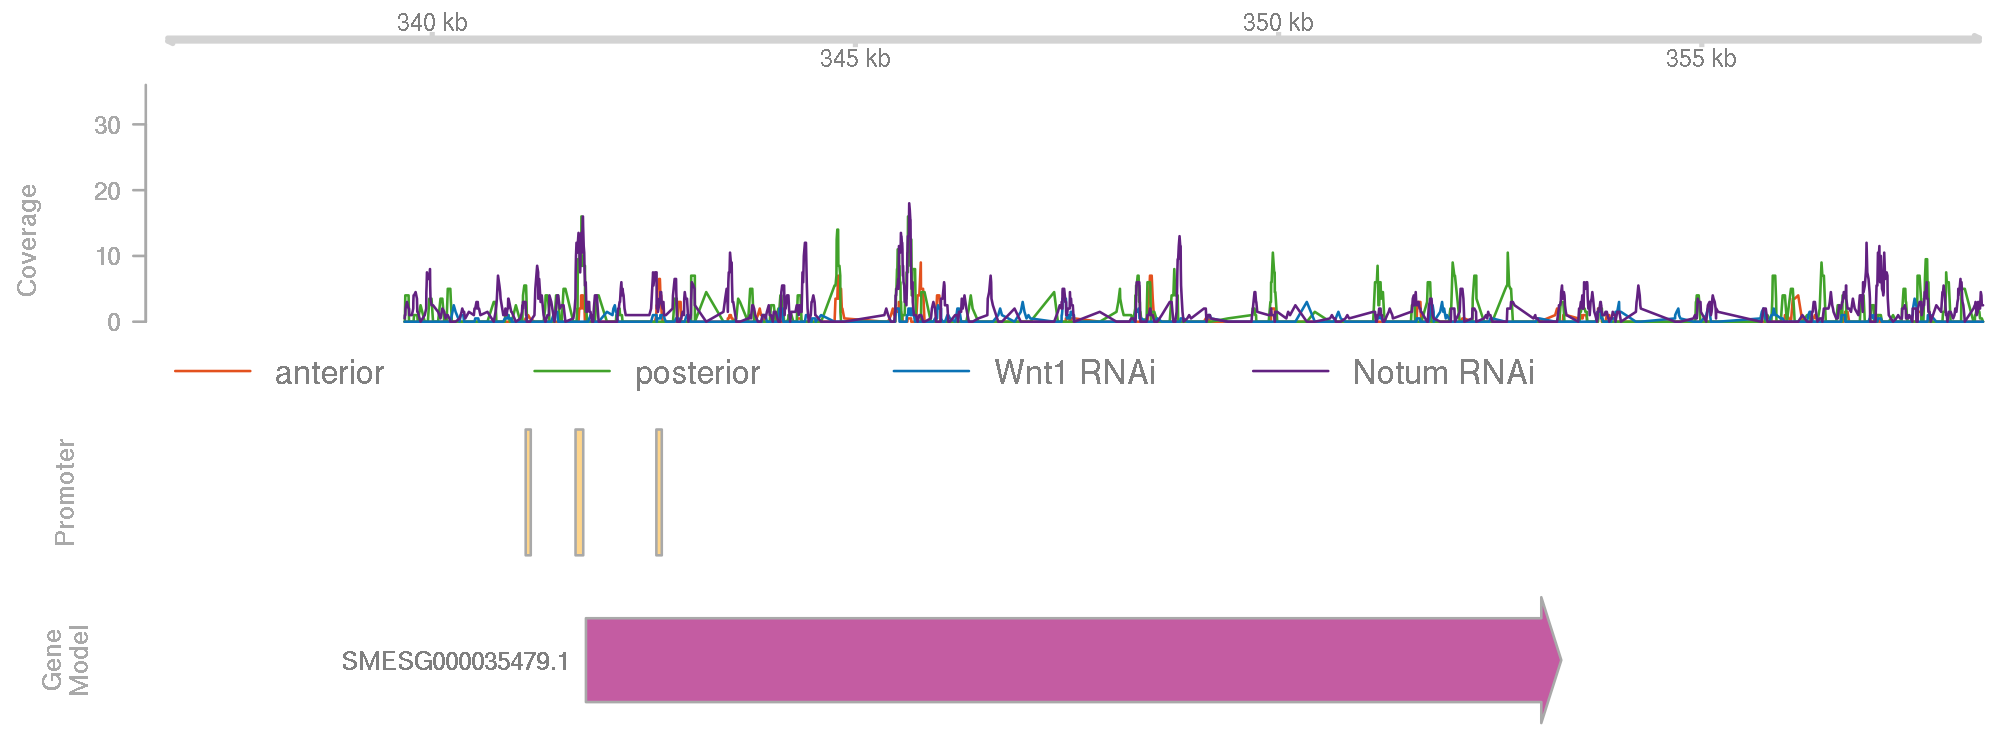 340 kb
350 kb
345 kb
355 kb
Coverage
30
20
10
0
anterior
posterior
Wnt1 RNAi
Notum RNAi
Promoter
Gene
Model
SMESG000035479.1